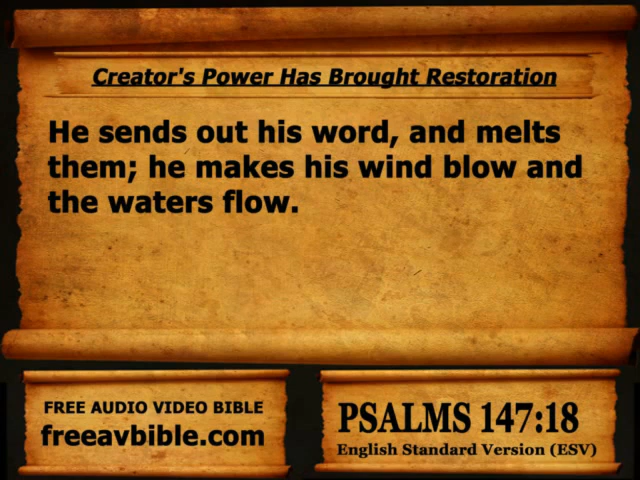 Creator's Power Has Brought Restoration
He sends out his word, and melts
them; he makes his wind blow and
the waters flow.
FREE AUDIO VIDEO BIBLE
freeavbible.com
PSALMS 147:18
English Standard Version (ESV)